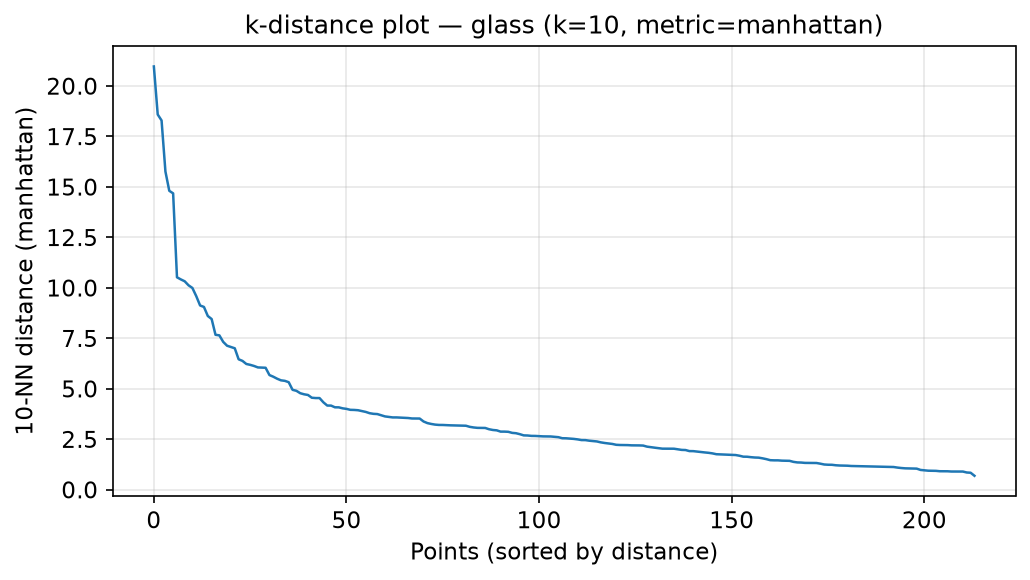 k-distance plot — glass (k=10, metric=manhattan)
10-NN distance (manhattan)
20.0
17.5
15.0
12.5
10.0
7.5
5.0
2.5
0.0
0 50 100 150 200
Points (sorted by distance)